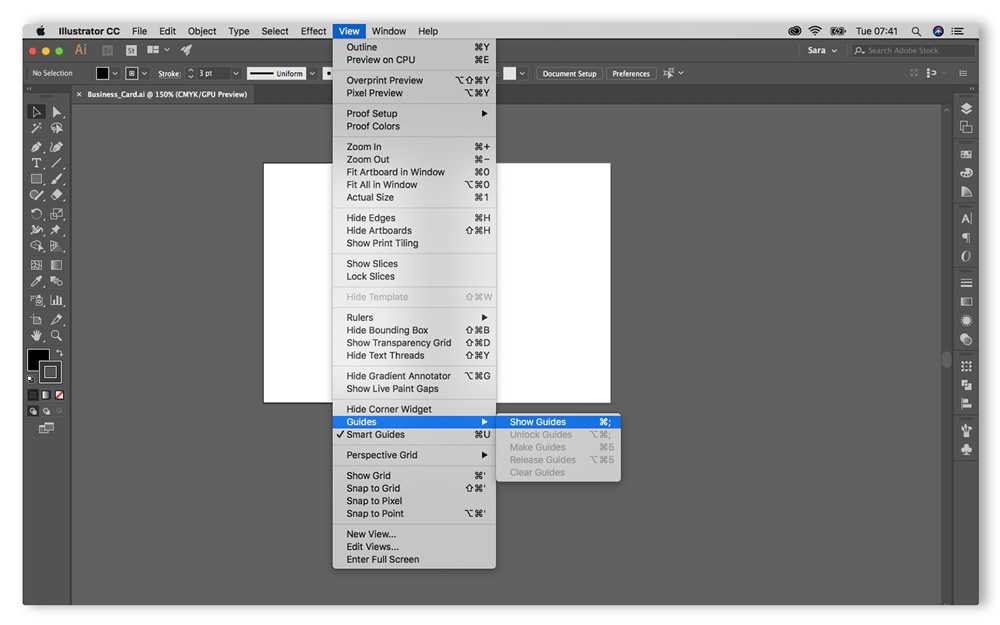 Illustrator CC File Edit Object Type Select Effect View Window Help Tue 07:41
Ai Br St Sara Search Adobe Stock
No Selection Stroke: 3 pt Uniform Document Setup Preferences
× Business_Card.ai @ 150% (CMYK/GPU Preview)
Outline ⌘Y
Preview on CPU ⌘E
Overprint Preview ⌥⇧⌘Y
Pixel Preview ⌥⌘Y
Proof Setup ▶
Proof Colors
Zoom In ⌘+
Zoom Out ⌘−
Fit Artboard in Window ⌘0
Fit All in Window ⌥⌘0
Actual Size ⌘1
Hide Edges ⌘H
Hide Artboards ⇧⌘H
Show Print Tiling
Show Slices
Lock Slices
Hide Template ⇧⌘W
Rulers ▶
Hide Bounding Box ⇧⌘B
Show Transparency Grid ⇧⌘D
Hide Text Threads ⇧⌘Y
Hide Gradient Annotator ⌥⌘G
Show Live Paint Gaps
Hide Corner Widget
Guides ▶
✓ Smart Guides ⌘U
Perspective Grid ▶
Show Grid ⌘'
Snap to Grid ⇧⌘'
Snap to Pixel
Snap to Point ⌥⌘'
New View...
Edit Views...
Enter Full Screen
Show Guides ⌘;
Unlock Guides ⌥⌘;
Make Guides ⌘5
Release Guides ⌥⌘5
Clear Guides